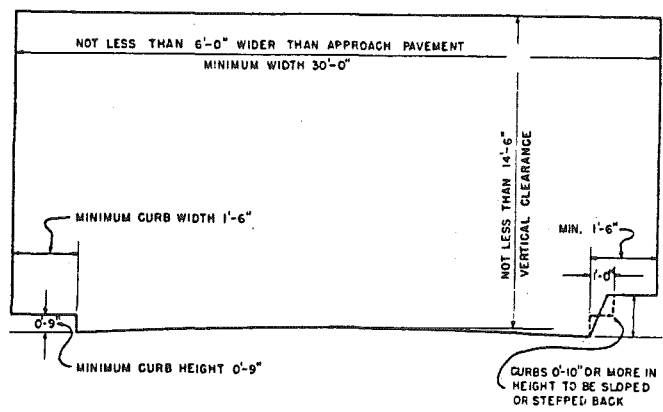 NOT LESS THAN 6'-0" WIDER THAN APPROACH PAVEMENT
MINIMUM WIDTH 30'-0"
NOT LESS THAN 14'-6"
VERTICAL CLEARANCE
MINIMUM CURB WIDTH 1'-6"
MIN. 1'-6"
1'-0"
0'-9"
MINIMUM CURB HEIGHT 0'-9"
CURBS 0'-10" OR MORE IN
HEIGHT TO BE SLOPED
OR STEPPED BACK